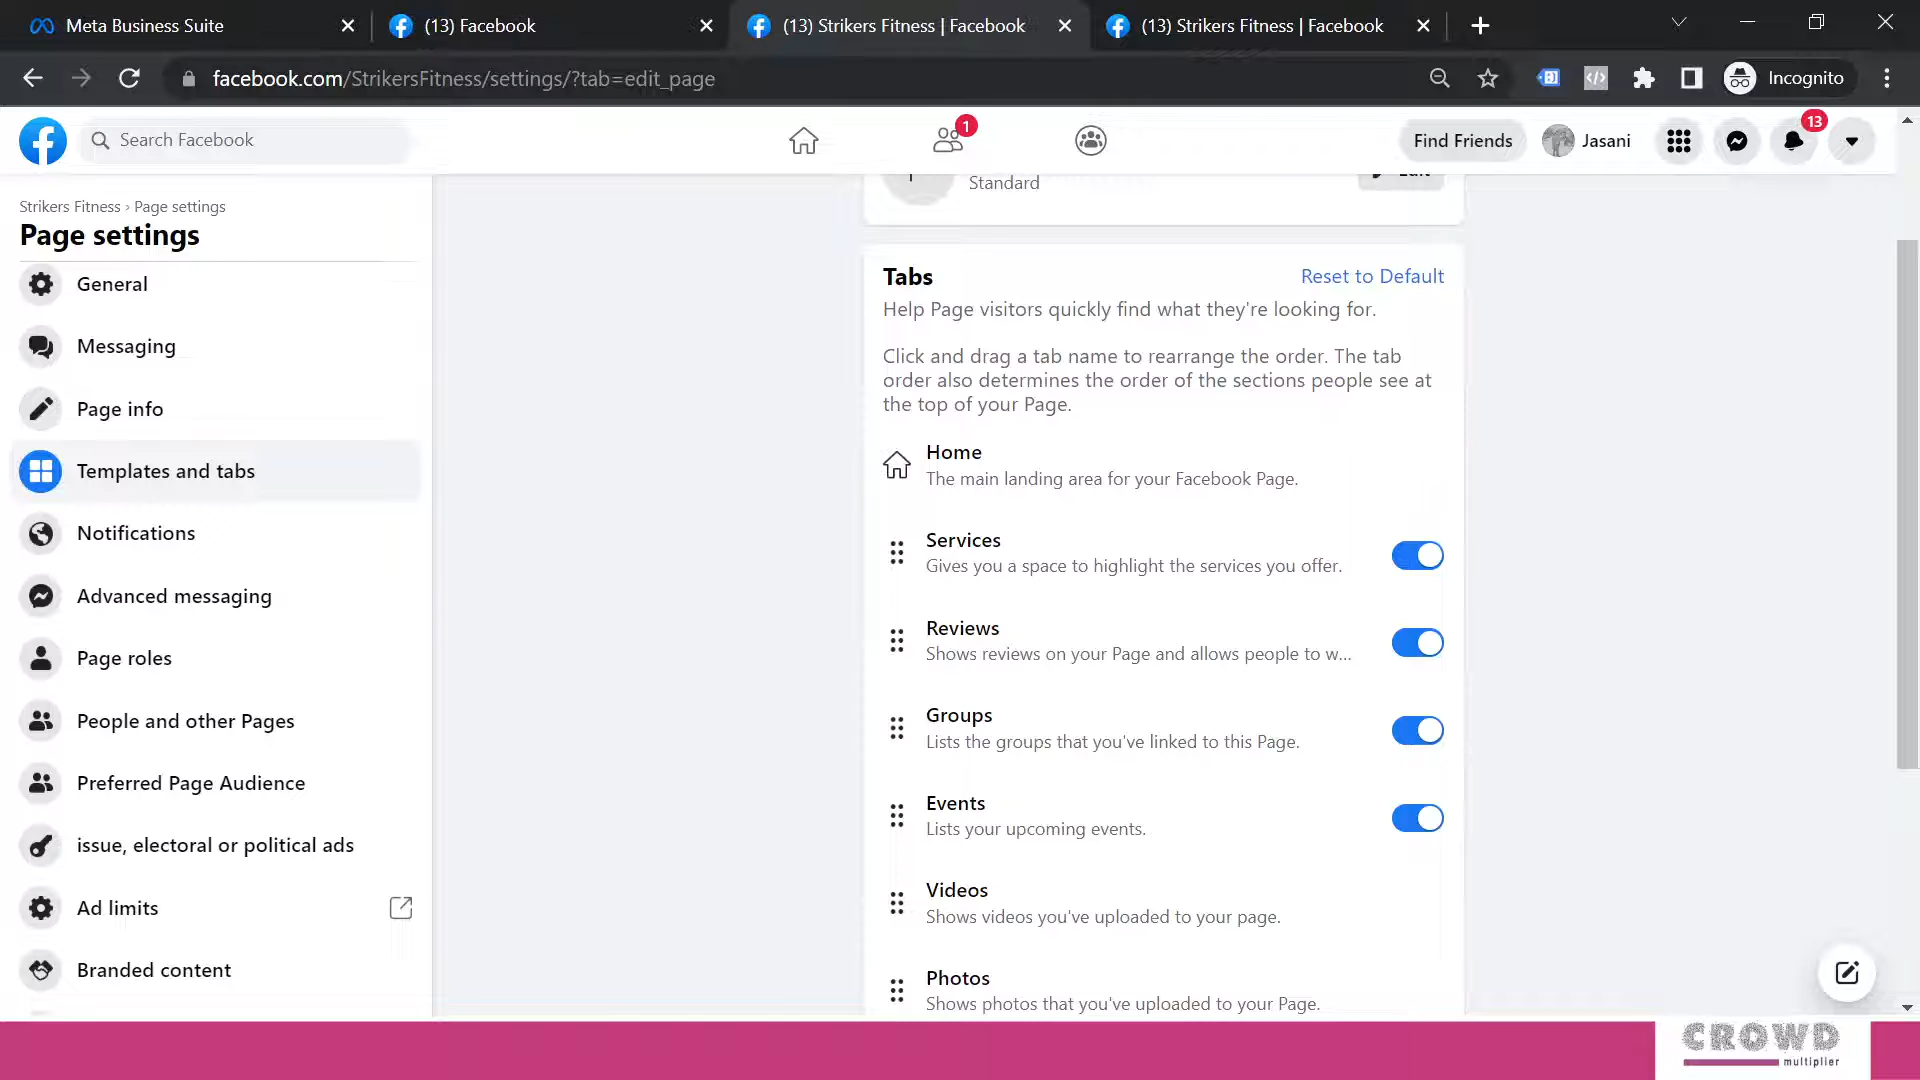 Meta Business Suite
(13) Facebook
(13) Strikers Fitness | Facebook
(13) Strikers Fitness | Facebook
facebook.com/StrikersFitness/settings/?tab=edit_page
Incognito
Search Facebook
1
Find Friends
Jasani
13
Strikers Fitness › Page settings
Page settings
General
Messaging
Page info
Templates and tabs
Notifications
Advanced messaging
Page roles
People and other Pages
Preferred Page Audience
issue, electoral or political ads
Ad limits
Branded content
Standard
Edit
Tabs
Reset to Default
Help Page visitors quickly find what they're looking for.
Click and drag a tab name to rearrange the order. The tab
order also determines the order of the sections people see at
the top of your Page.
Home
The main landing area for your Facebook Page.
Services
Gives you a space to highlight the services you offer.
Reviews
Shows reviews on your Page and allows people to w...
Groups
Lists the groups that you've linked to this Page.
Events
Lists your upcoming events.
Videos
Shows videos you've uploaded to your page.
Photos
Shows photos that you've uploaded to your Page.
CROWD
multiplier